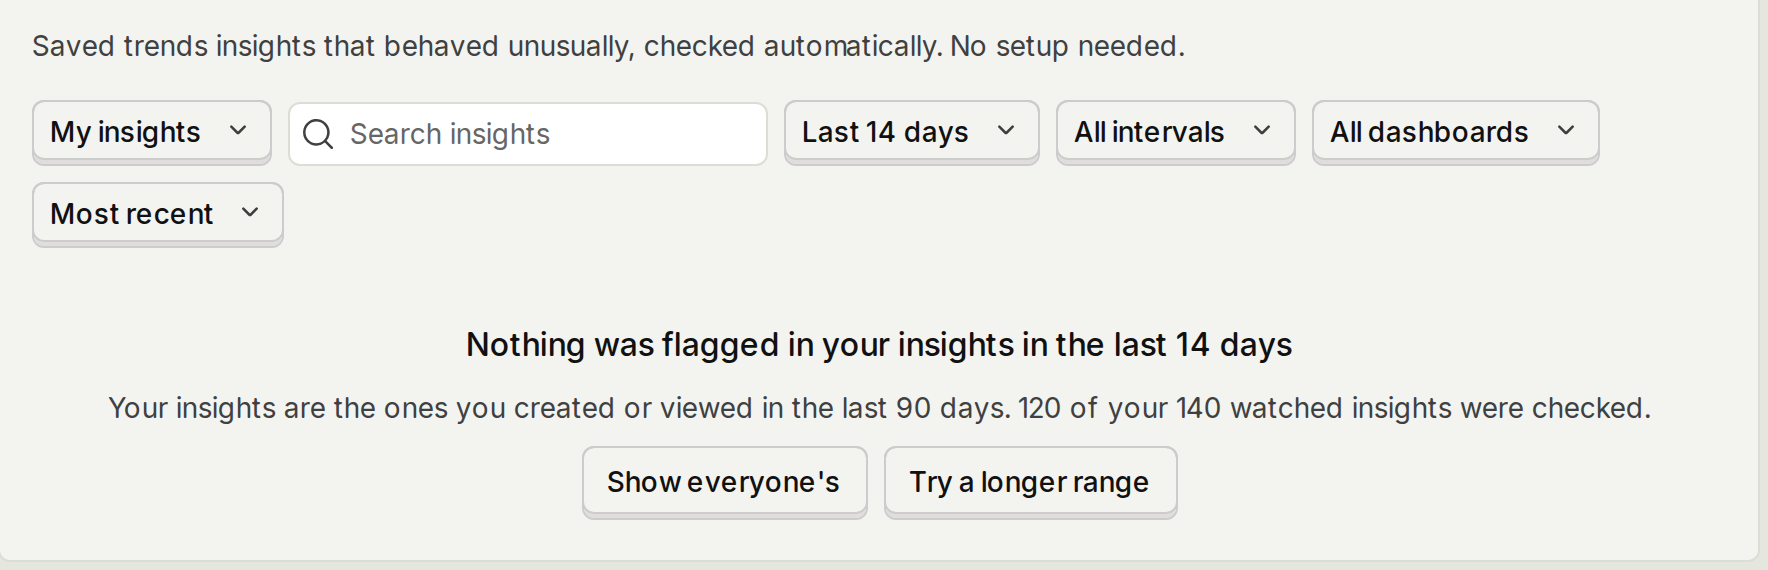 Saved trends insights that behaved unusually, checked automatically. No setup needed.
My insights Search insights Last 14 days All intervals All dashboards
Most recent
Nothing was flagged in your insights in the last 14 days
Your insights are the ones you created or viewed in the last 90 days. 120 of your 140 watched insights were checked.
Show everyone's Try a longer range